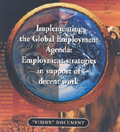 Implementing
the Global Employment
Agenda:
Employment strategies
in support of
decent work
"VISION" DOCUMENT